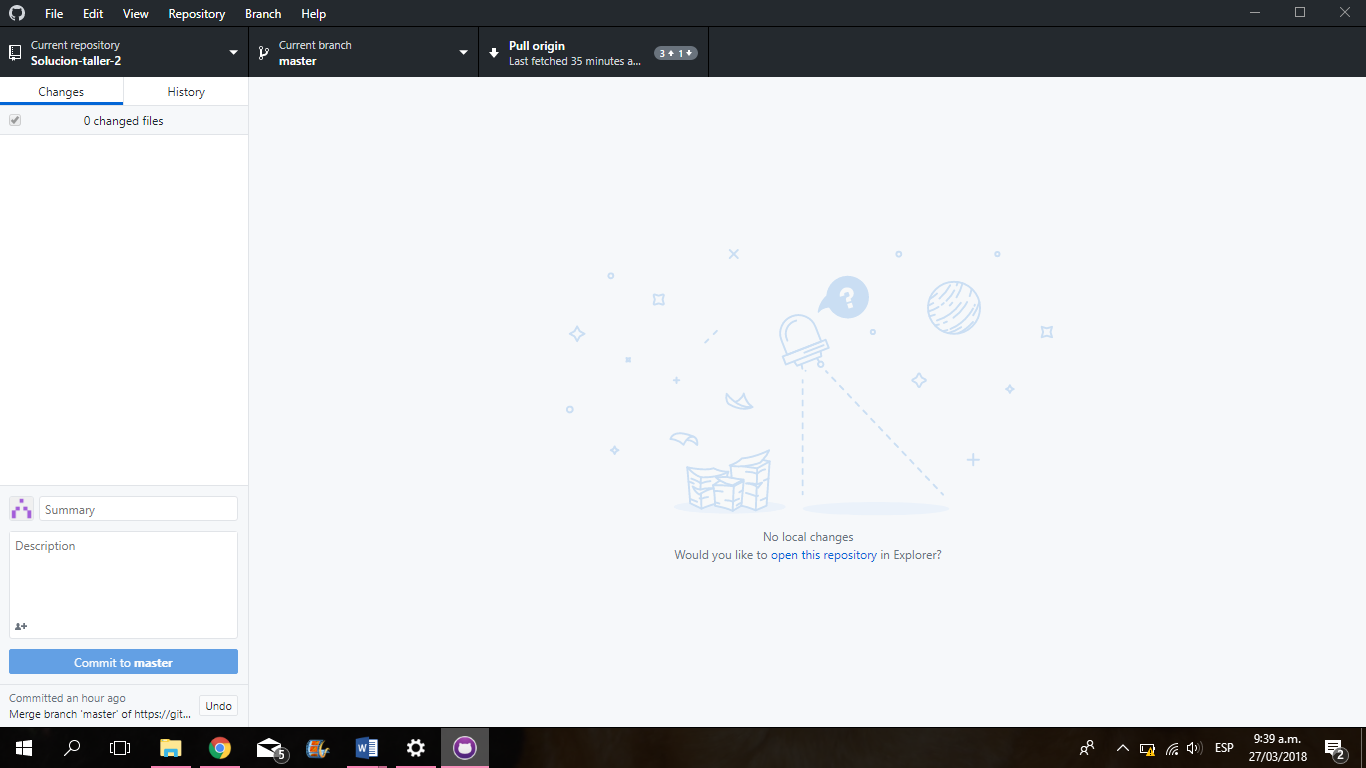 File Edit View Repository Branch Help
Current repository
Solucion-taller-2
Current branch
master
Pull origin
Last fetched 35 minutes a...
3 1
Changes History
0 changed files
?
No local changes
Would you like to open this repository in Explorer?
Summary
Description
Commit to master
Committed an hour ago
Merge branch 'master' of https://git...
Undo
5
W
ESP
9:39 a.m.
27/03/2018
2